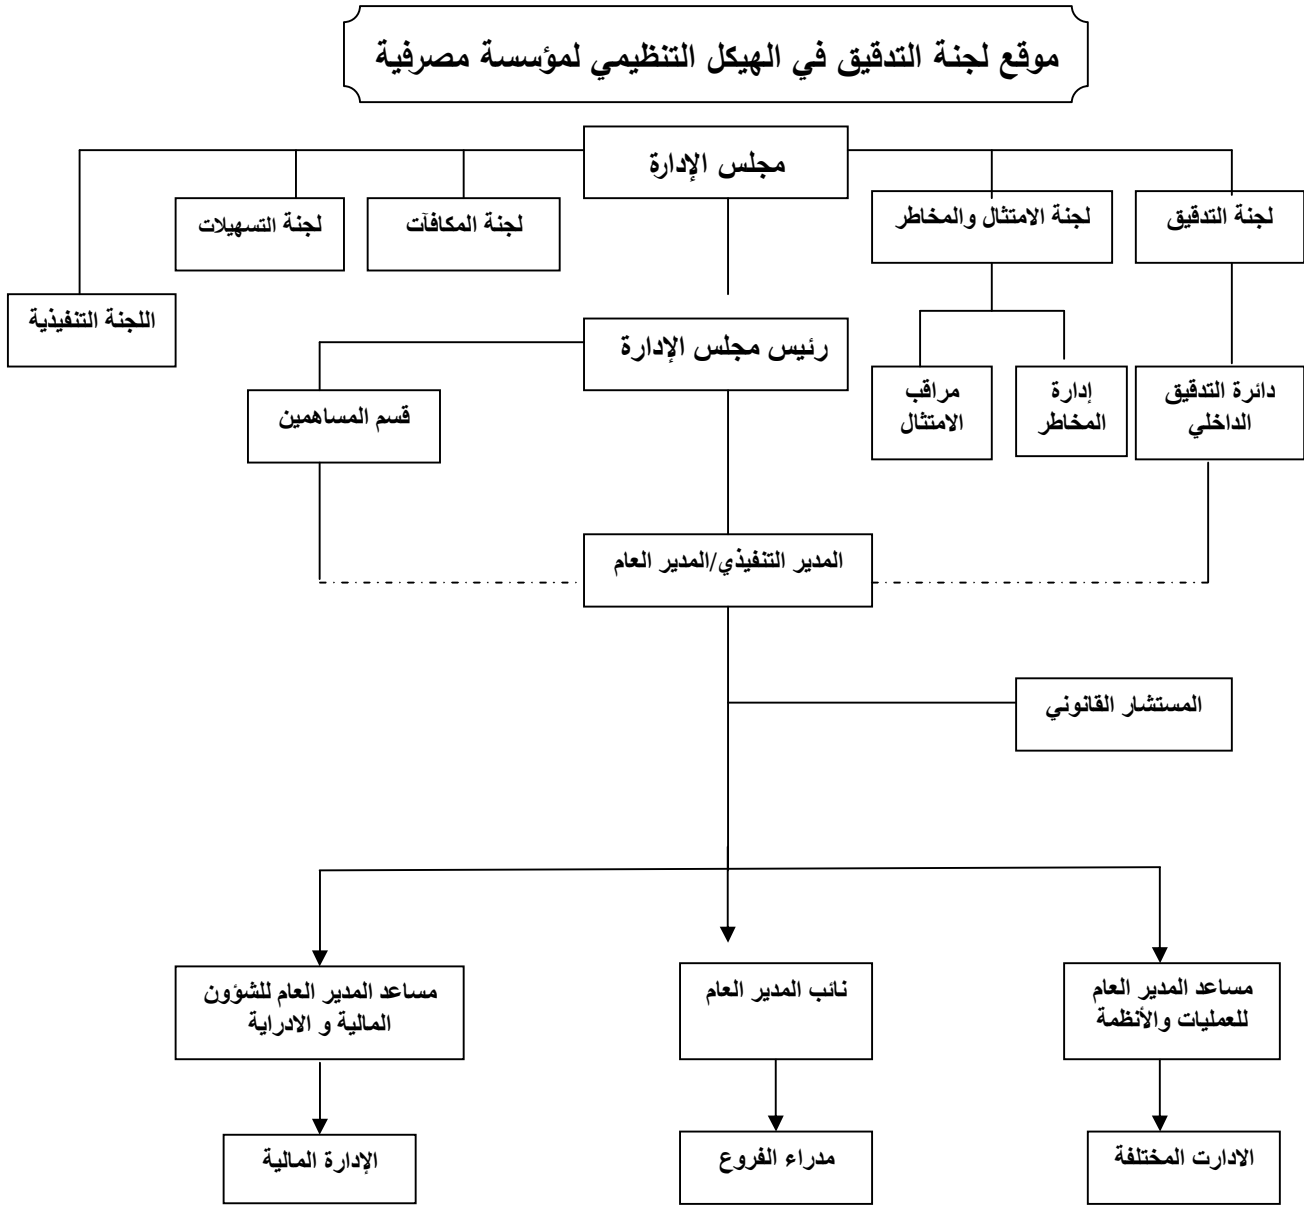 موقع لجنة التدقيق في الهيكل التنظيمي لمؤسسة مصرفية
مجلس الإدارة
لجنة التدقيق
لجنة الامتثال والمخاطر
لجنة المكافآت
لجنة التسهيلات
اللجنة التنفيذية
رئيس مجلس الإدارة
دائرة التدقيق
الداخلي
إدارة
المخاطر
مراقب
الامتثال
قسم المساهمين
المدير التنفيذي/المدير العام
المستشار القانوني
مساعد المدير العام
للعمليات والأنظمة
نائب المدير العام
مساعد المدير العام للشؤون
المالية و الادراية
الادارت المختلفة
مدراء الفروع
الإدارة المالية